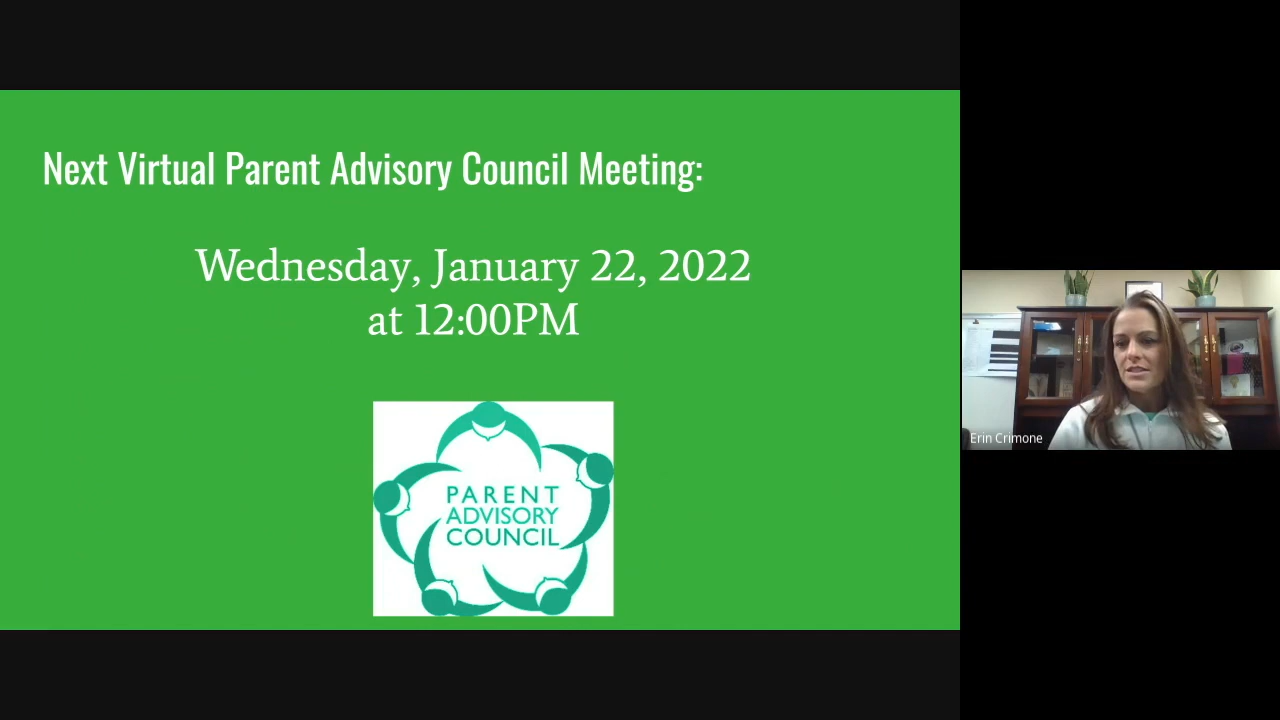 Next Virtual Parent Advisory Council Meeting:
Wednesday, January 22, 2022
at 12:00PM
PARENT
ADVISORY
COUNCIL
Erin Crimone